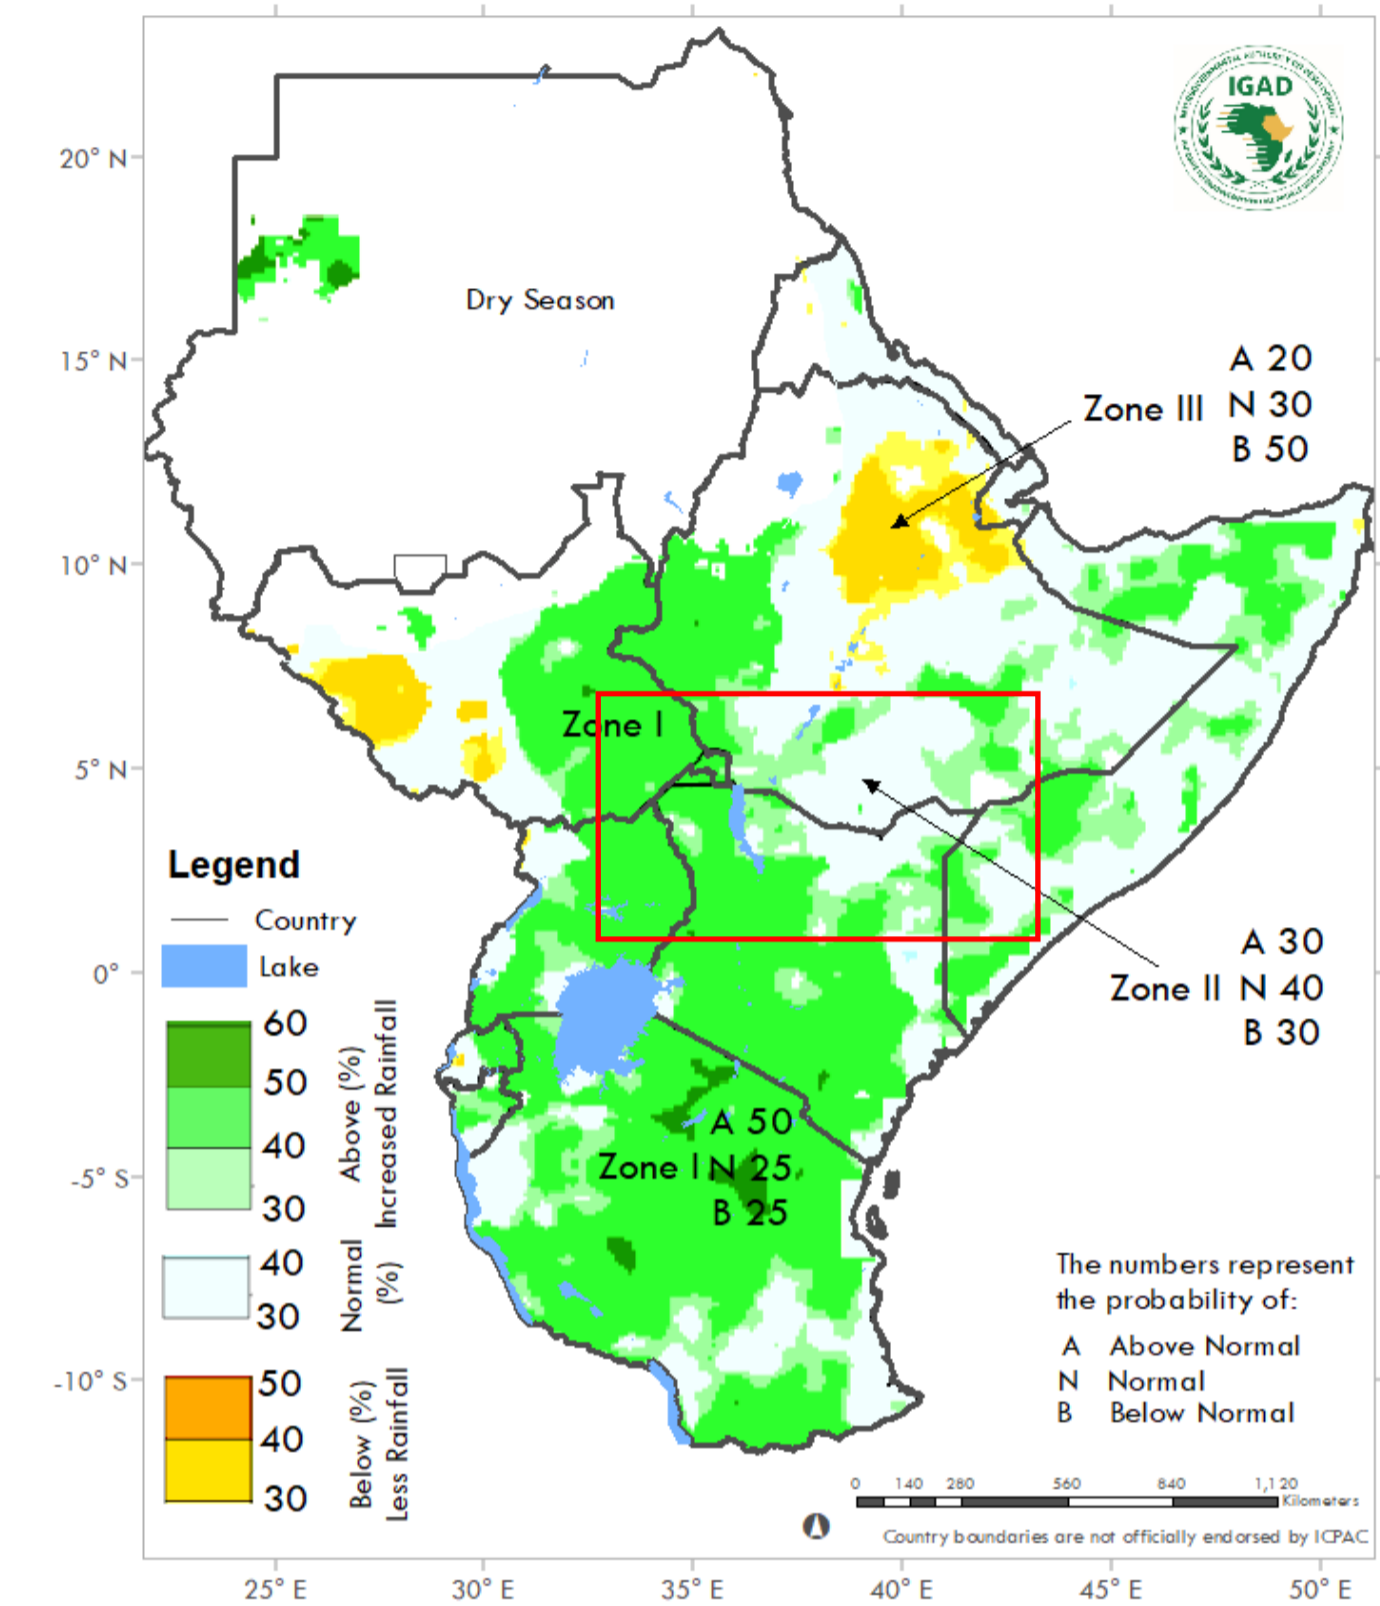 IGAD
20° N
15° N
10° N
5° N
0°
-5° S
-10° S
Dry Season
Zone III
A 20
N 30
B 50
Zone I
Zone II
A 30
N 40
B 30
Zone I
A 50
N 25
B 25
Legend
Country
Lake
60
50
40
30
Above (%)
Increased Rainfall
40
30
Normal
(%)
50
40
30
Below (%)
Less Rainfall
The numbers represent
the probability of:
A Above Normal
N Normal
B Below Normal
0 140 280 560 840 1,120
Kilometers
Country boundaries are not officially endorsed by ICPAC
25° E 30° E 35° E 40° E 45° E 50° E